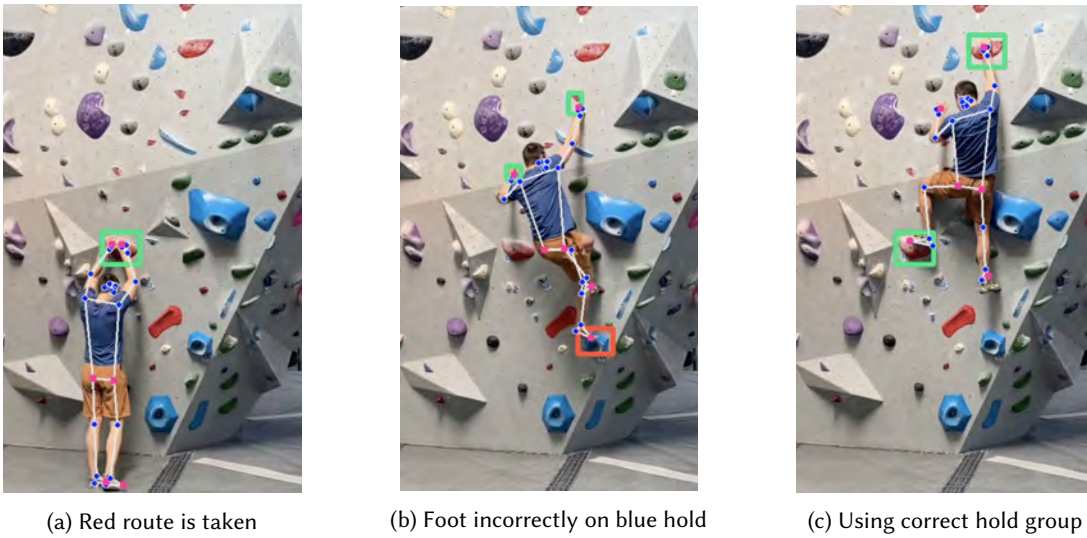 (a) Red route is taken
(b) Foot incorrectly on blue hold
(c) Using correct hold group